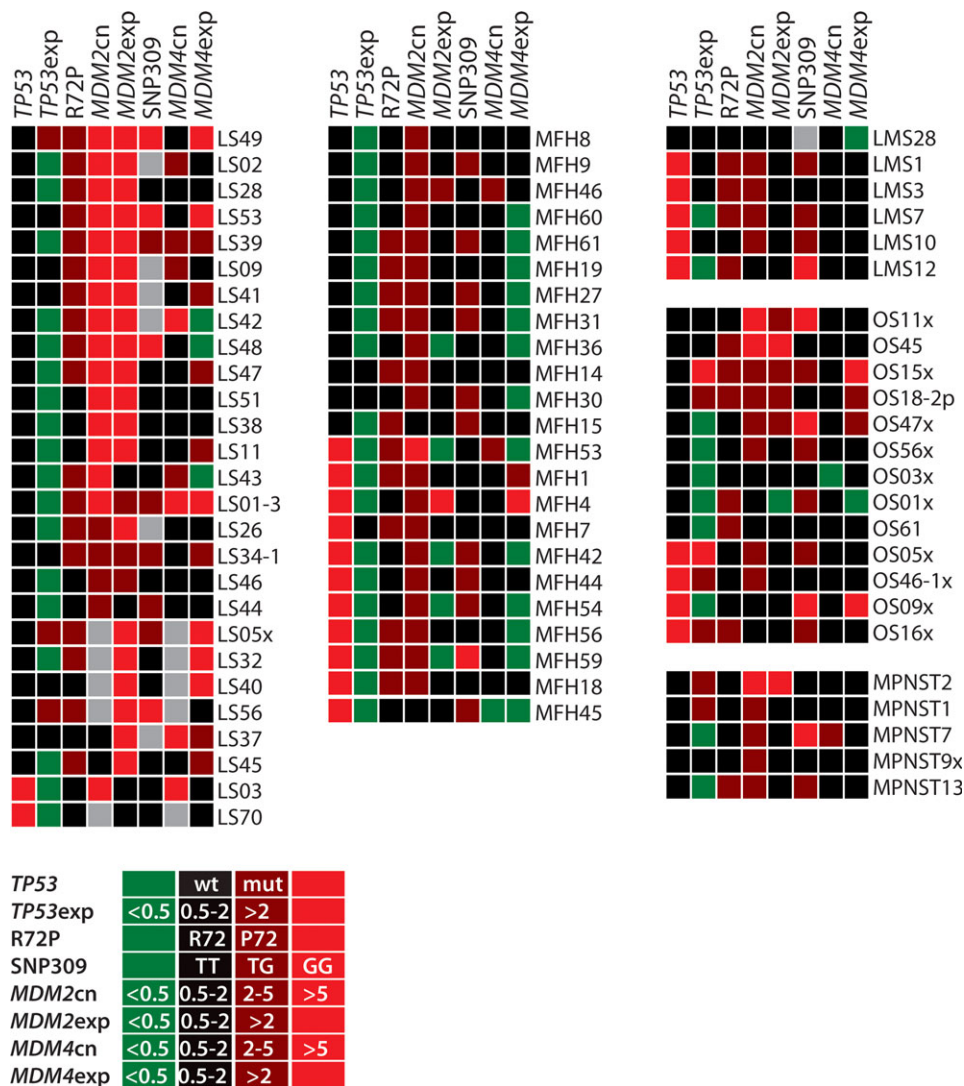 TP53 TP53exp R72P MDM2cn MDM2exp SNP309 MDM4cn MDM4exp
LS49
LS02
LS28
LS53
LS39
LS09
LS41
LS42
LS48
LS47
LS51
LS38
LS11
LS43
LS01-3
LS26
LS34-1
LS46
LS44
LS05x
LS32
LS40
LS56
LS37
LS45
LS03
LS70
TP53 TP53exp R72P MDM2cn MDM2exp SNP309 MDM4cn MDM4exp
MFH8
MFH9
MFH46
MFH60
MFH61
MFH19
MFH27
MFH31
MFH36
MFH14
MFH30
MFH15
MFH53
MFH1
MFH4
MFH7
MFH42
MFH44
MFH54
MFH56
MFH59
MFH18
MFH45
TP53 TP53exp R72P MDM2cn MDM2exp SNP309 MDM4cn MDM4exp
LMS28
LMS1
LMS3
LMS7
LMS10
LMS12
OS11x
OS45
OS15x
OS18-2p
OS47x
OS56x
OS03x
OS01x
OS61
OS05x
OS46-1x
OS09x
OS16x
MPNST2
MPNST1
MPNST7
MPNST9x
MPNST13
TP53 wt mut
TP53exp <0.5 0.5-2 >2
R72P R72 P72
SNP309 TT TG GG
MDM2cn <0.5 0.5-2 2-5 >5
MDM2exp <0.5 0.5-2 >2
MDM4cn <0.5 0.5-2 2-5 >5
MDM4exp <0.5 0.5-2 >2